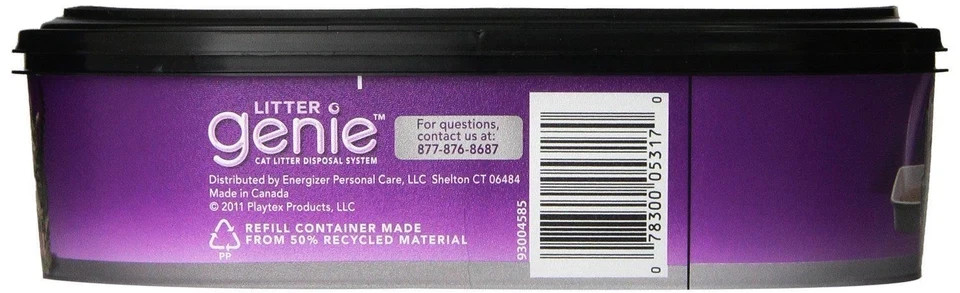 LITTER
genie™
CAT LITTER DISPOSAL SYSTEM
For questions,
contact us at:
877-876-8687
Distributed by Energizer Personal Care, LLC Shelton CT 06484
Made in Canada
© 2011 Playtex Products, LLC
REFILL CONTAINER MADE
FROM 50% RECYCLED MATERIAL
PP
93004585
0 78300 05317 0